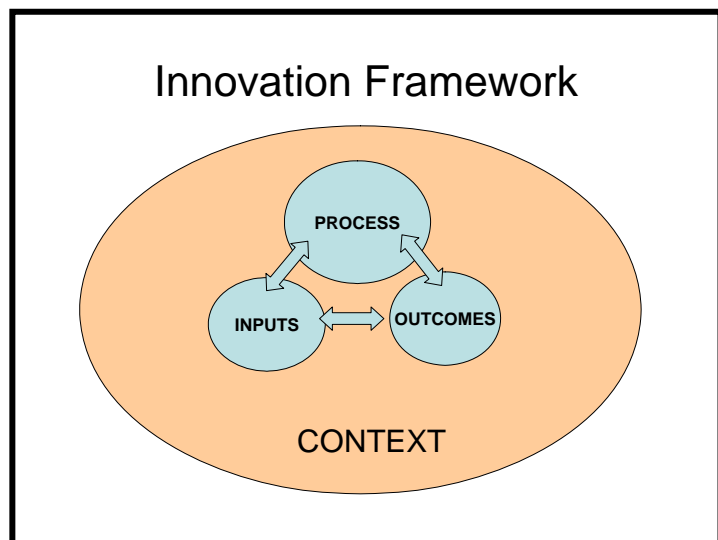 Innovation Framework
PROCESS
INPUTS
OUTCOMES
CONTEXT